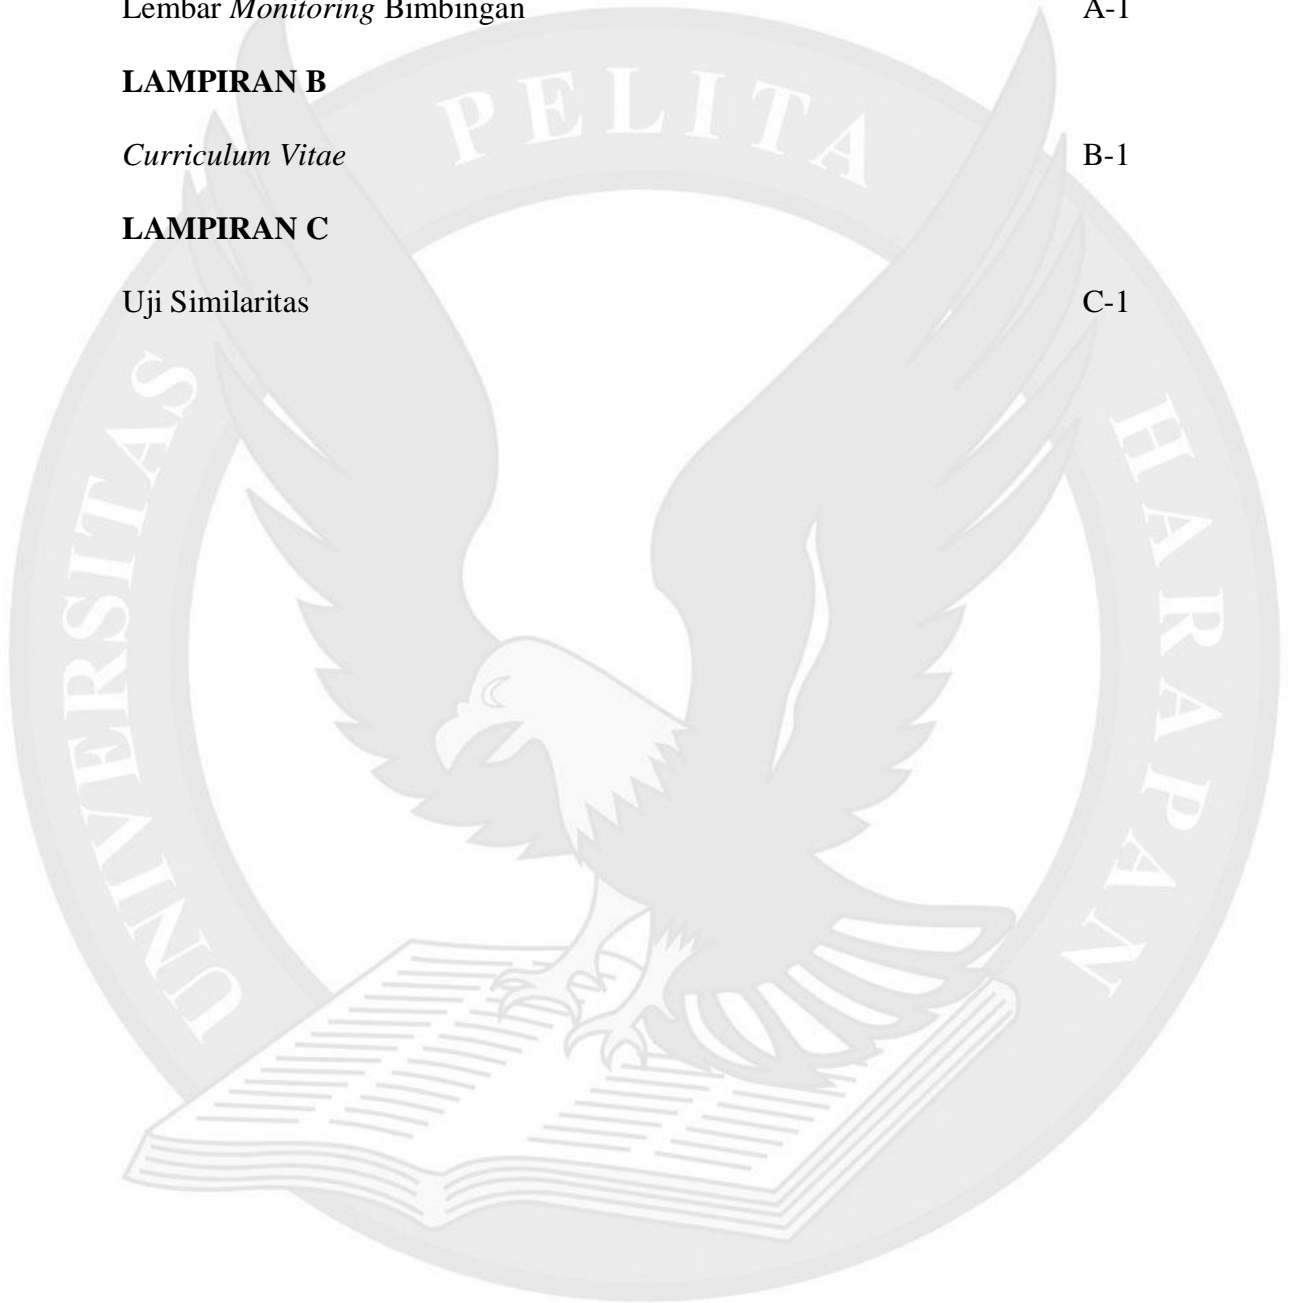 Lembar Monitoring Bimbingan A-1
LAMPIRAN B
Curriculum Vitae B-1
LAMPIRAN C
Uji Similaritas C-1
UNIVERSITAS PELITA HARAPAN